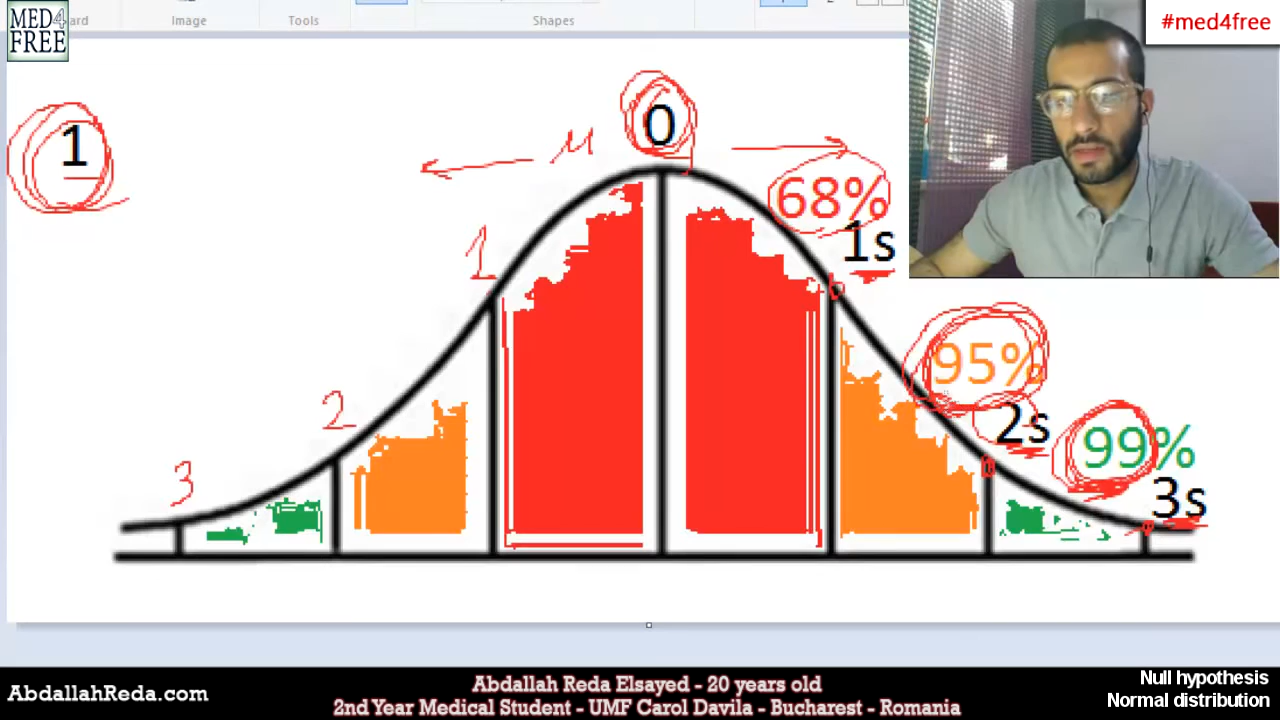 MED4
FREE
Image
Tools
Shapes
#med4free
1
μ
0
68%
1s
1
95%
2s
2
99%
3s
3
AbdallahReda.com
Abdallah Reda Elsayed - 20 years old
2nd Year Medical Student - UMF Carol Davila - Bucharest - Romania
Null hypothesis
Normal distribution